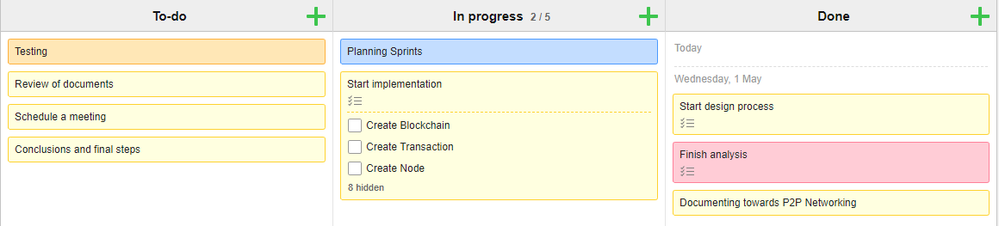 To-do
Testing
Review of documents
Schedule a meeting
Conclusions and final steps
In progress 2 / 5
Planning Sprints
Start implementation
Create Blockchain
Create Transaction
Create Node
8 hidden
Done
Today
Wednesday, 1 May
Start design process
Finish analysis
Documenting towards P2P Networking